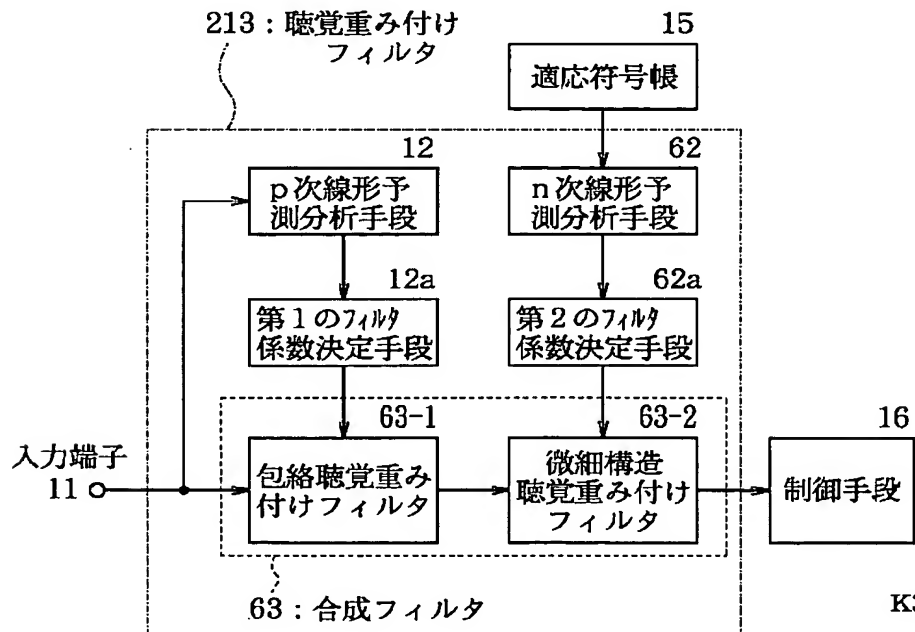 213：聴覚重み付け
フィルタ
15
適応符号帳
12
p次線形予
測分析手段
62
n次線形予
測分析手段
12a
第1のフィルタ
係数決定手段
62a
第2のフィルタ
係数決定手段
入力端子
11
63-1
包絡聴覚重み
付けフィルタ
63-2
微細構造
聴覚重み付け
フィルタ
16
制御手段
63：合成フィルタ